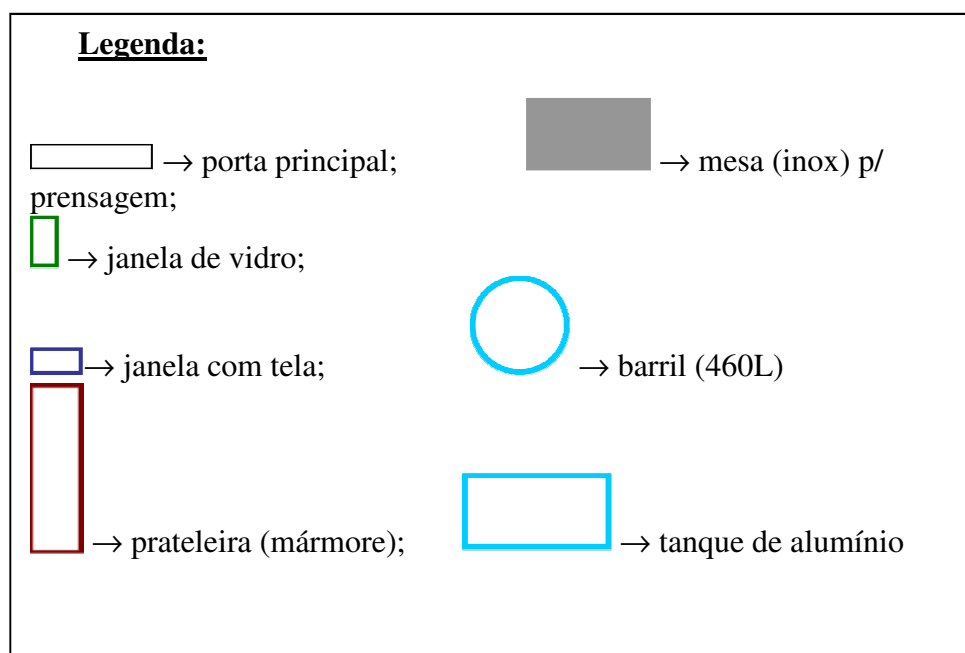 Legenda:
→ porta principal; → mesa (inox) p/
prensagem;
→ janela de vidro;
→ janela com tela; → barril (460L)
→ prateleira (mármore); → tanque de alumínio